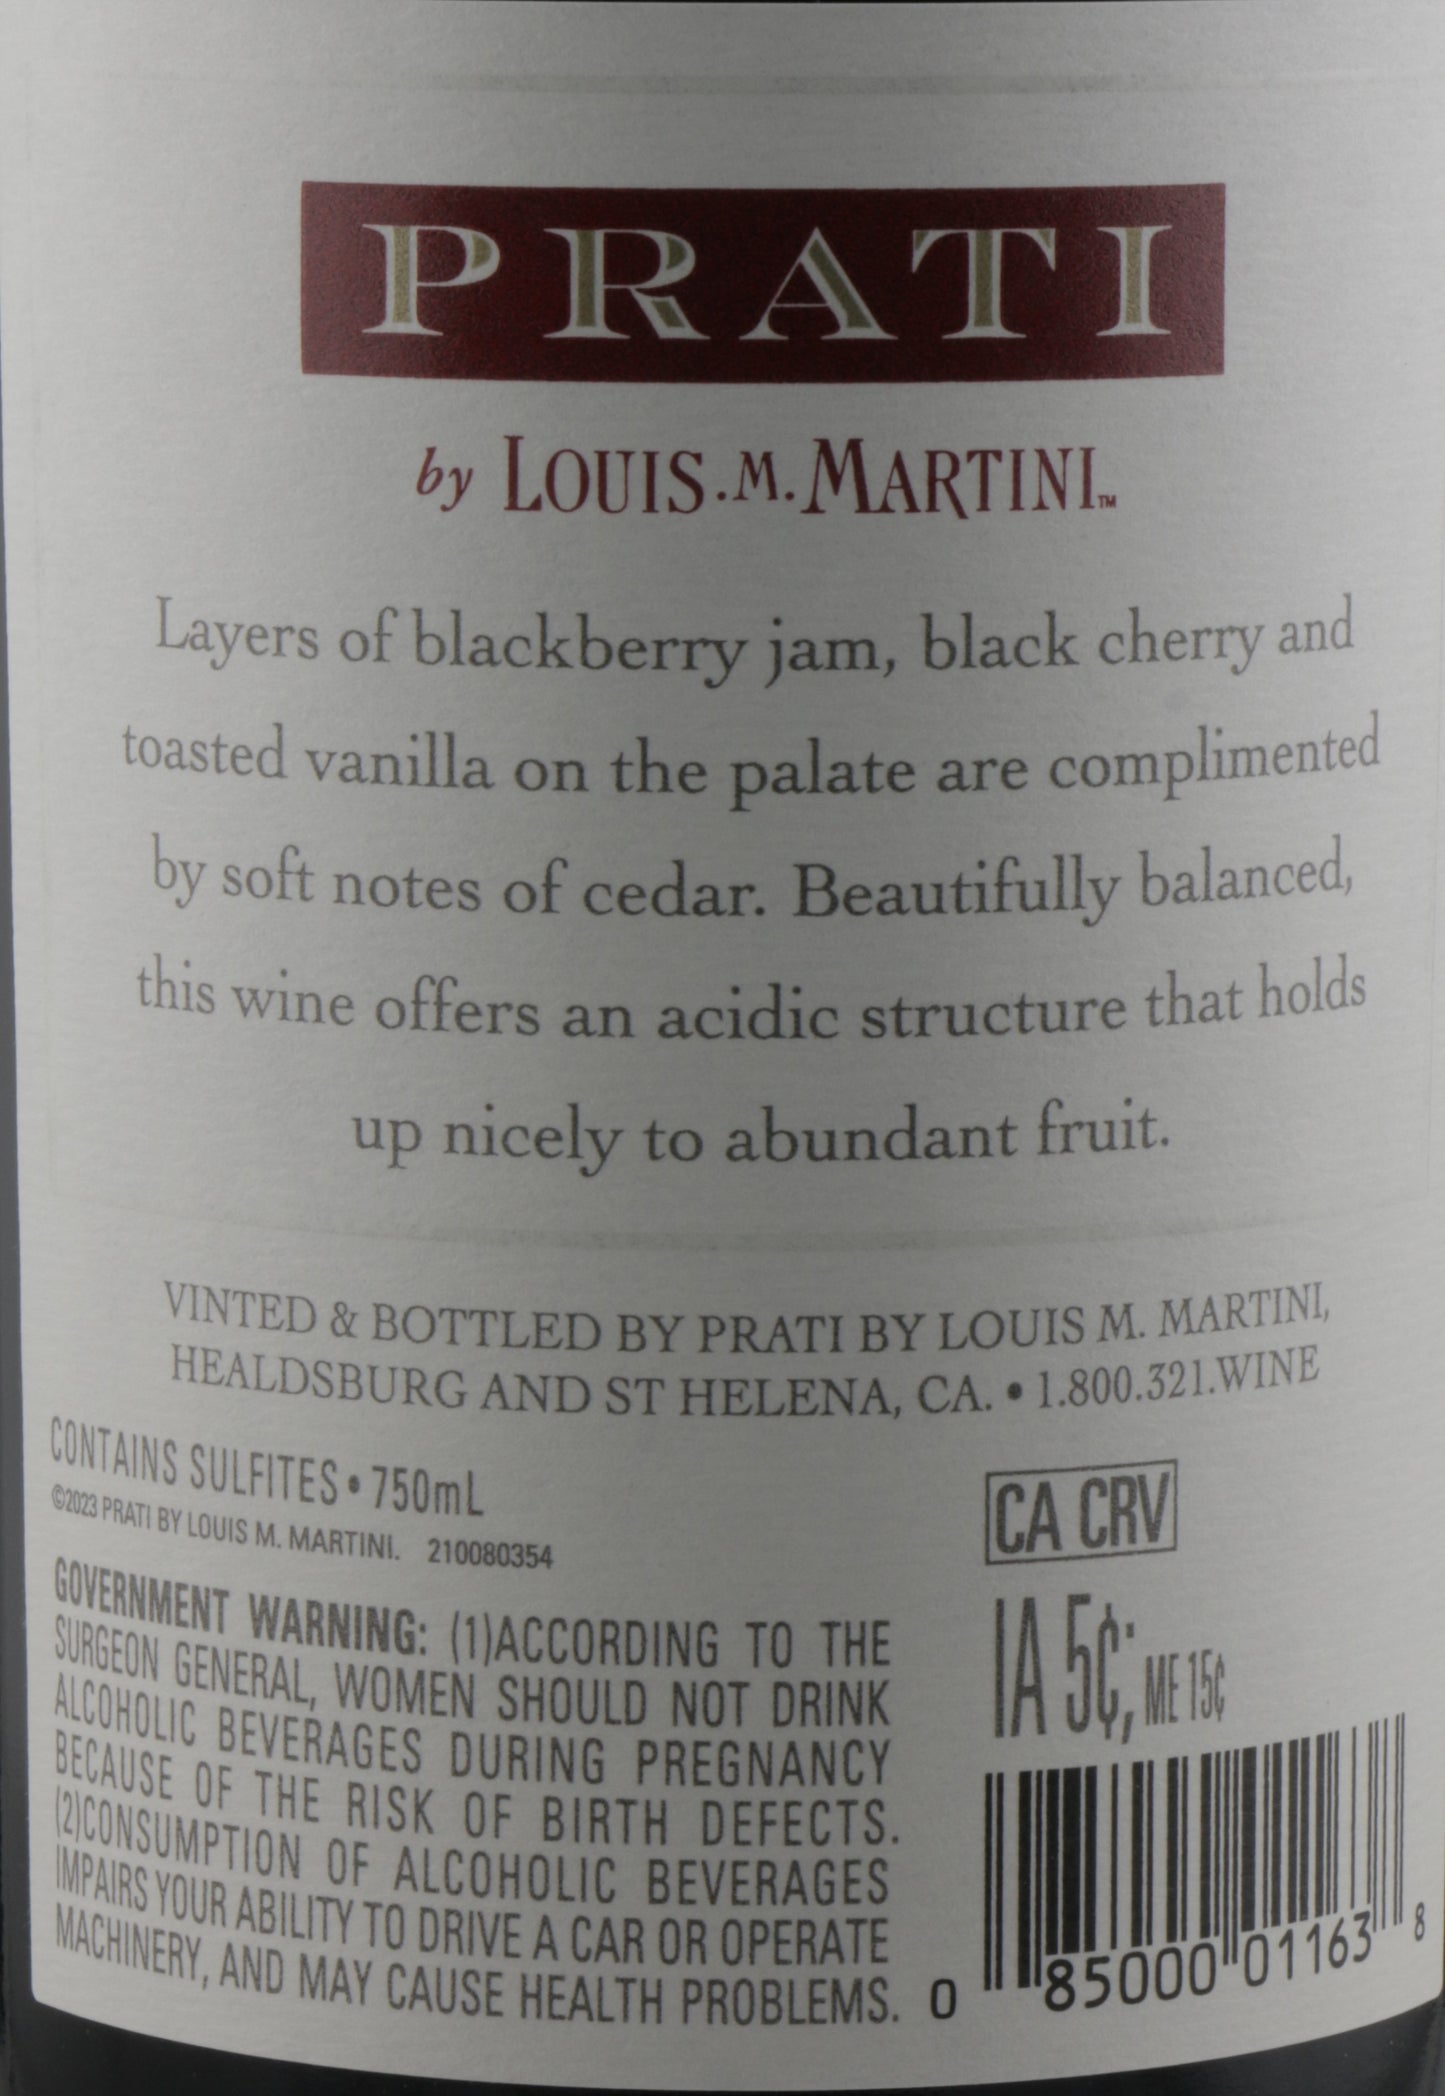 PRATI
by LOUIS.M.MARTINI™
Layers of blackberry jam, black cherry and
toasted vanilla on the palate are complimented
by soft notes of cedar. Beautifully balanced,
this wine offers an acidic structure that holds
up nicely to abundant fruit.
VINTED & BOTTLED BY PRATI BY LOUIS M. MARTINI,
HEALDSBURG AND ST HELENA, CA. • 1.800.321.WINE
CONTAINS SULFITES • 750mL
©2023 PRATI BY LOUIS M. MARTINI. 210080354
GOVERNMENT WARNING: (1)ACCORDING TO THE
SURGEON GENERAL, WOMEN SHOULD NOT DRINK
ALCOHOLIC BEVERAGES DURING PREGNANCY
BECAUSE OF THE RISK OF BIRTH DEFECTS.
(2)CONSUMPTION OF ALCOHOLIC BEVERAGES
IMPAIRS YOUR ABILITY TO DRIVE A CAR OR OPERATE
MACHINERY, AND MAY CAUSE HEALTH PROBLEMS.
CA CRV
IA 5¢; ME 15¢
0 85000 01163 8